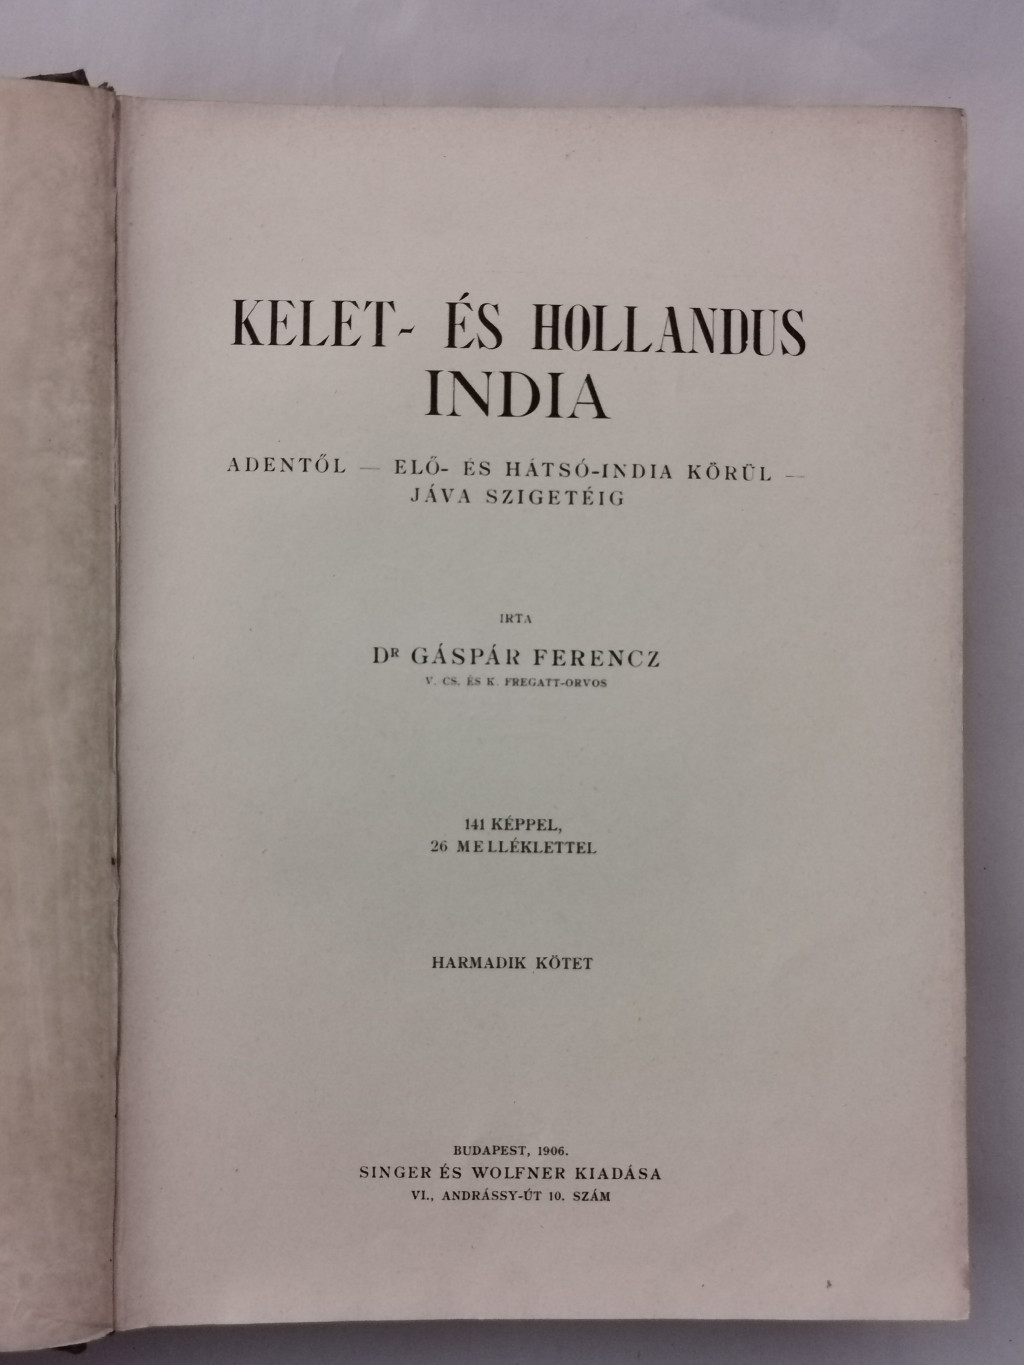 KELET- ÉS HOLLANDUS
INDIA
ADENTŐL — ELŐ- ÉS HÁTSÓ-INDIA KÖRÜL —
JÁVA SZIGETÉIG
IRTA
DR GÁSPÁR FERENCZ
V. CS. ÉS K. FREGATT-ORVOS
141 KÉPPEL,
26 MELLÉKLETTEL
HARMADIK KÖTET
BUDAPEST, 1906.
SINGER ÉS WOLFNER KIADÁSA
VI., ANDRÁSSY-ÚT 10. SZÁM